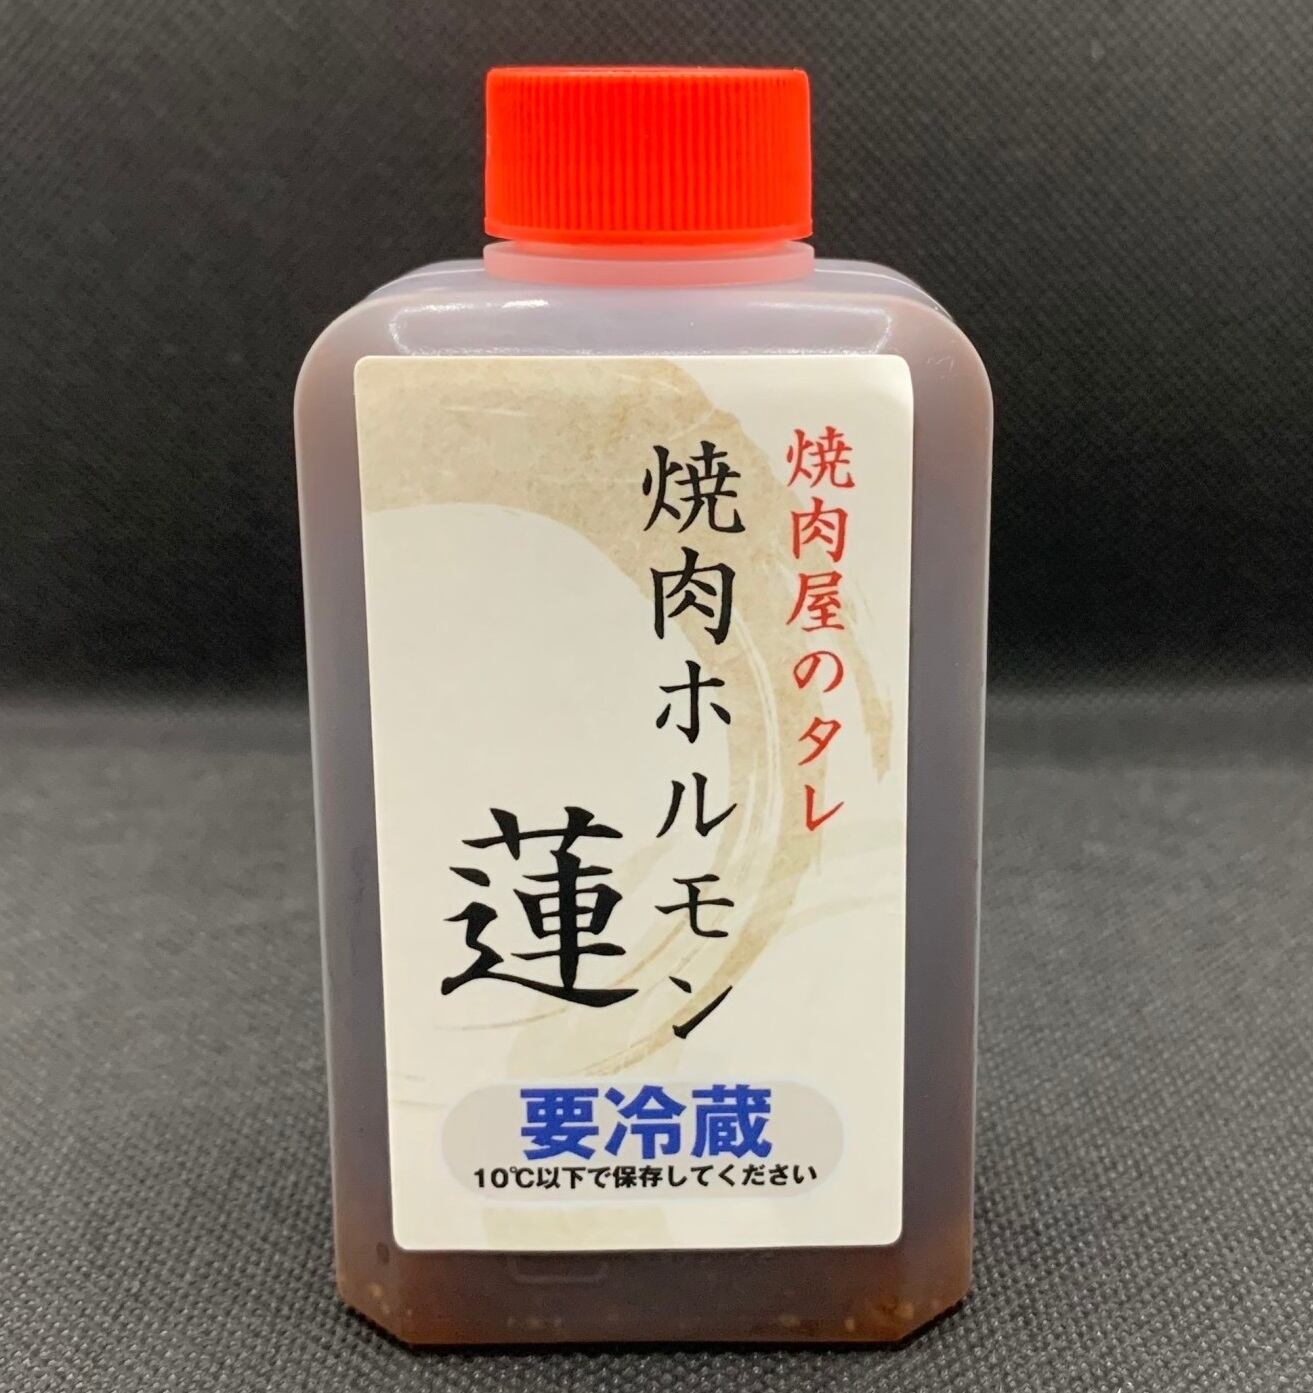 焼肉屋のタレ
焼肉ホルモン
蓮
要冷蔵
10℃以下で保存してください